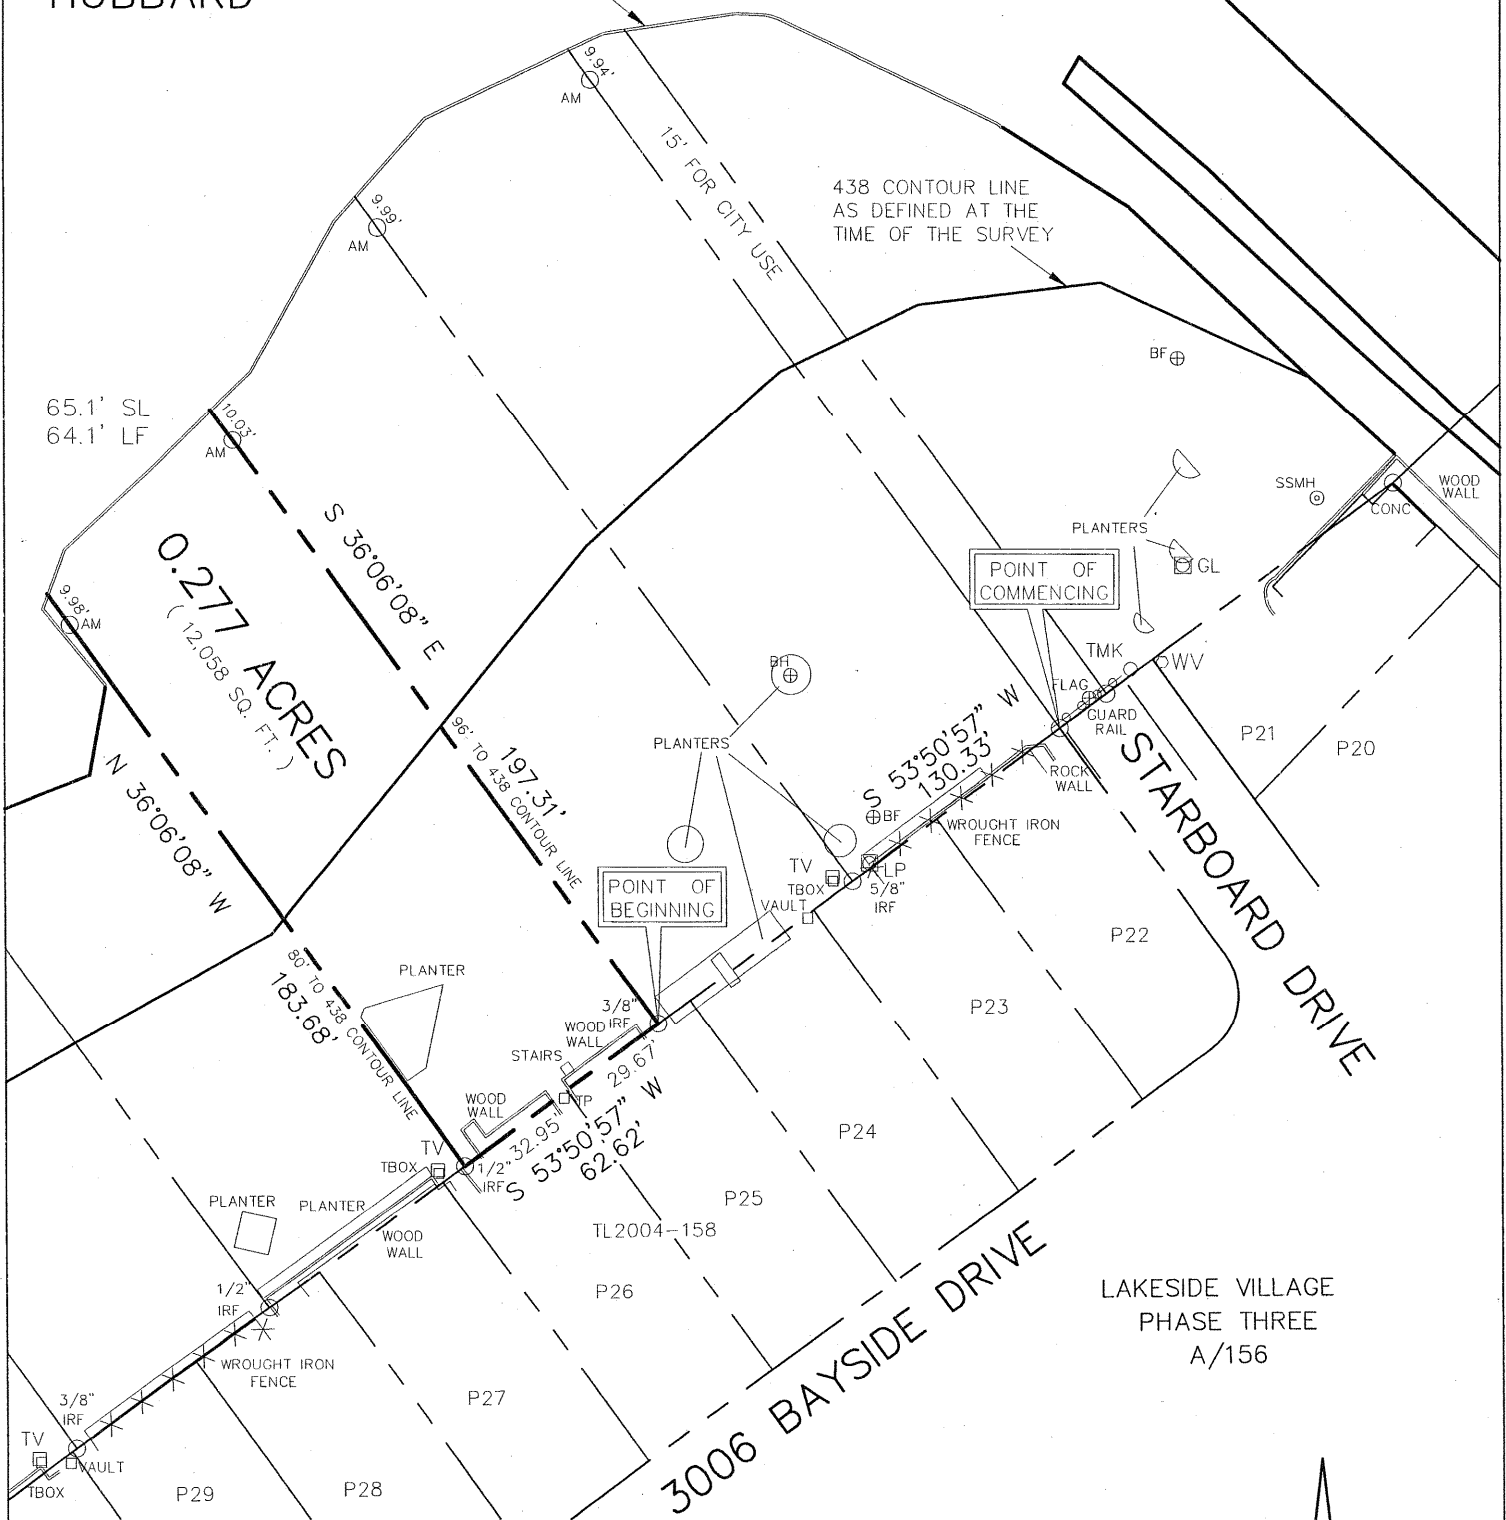 HUBBARD
9.94'
AM
15' FOR CITY USE
438 CONTOUR LINE
AS DEFINED AT THE
TIME OF THE SURVEY
9.99'
AM
BF
65.1' SL
64.1' LF
10.03'
AM
S 36°06'08" E
0.277 ACRES
( 12,058 SQ. FT. )
9.98'
AM
N 36°06'08" W
SSMH
WOOD
WALL
CONC
PLANTERS
GL
POINT OF
COMMENCING
TMK
WV
BH
FLAG
GUARD
RAIL
P21
P20
PLANTERS
96' TO 438 CONTOUR LINE
197.31'
S 53°50'57" W
130.33'
ROCK
WALL
BF
WROUGHT IRON
FENCE
STARBOARD DRIVE
POINT OF
BEGINNING
TV
TBOX
VAULT
LP
5/8"
IRF
P22
P23
80' TO 438 CONTOUR LINE
183.68'
PLANTER
3/8"
IRF
WOOD
WALL
STAIRS
29.67'
TP
WOOD
WALL
32.95'
S 53°50'57" W
62.62'
TV
TBOX
1/2"
IRF
P24
P25
TL2004-158
P26
PLANTER
PLANTER
WOOD
WALL
1/2"
IRF
WROUGHT IRON
FENCE
P27
3006 BAYSIDE DRIVE
LAKESIDE VILLAGE
PHASE THREE
A/156
3/8"
IRF
TV
VAULT
TBOX
P29
P28